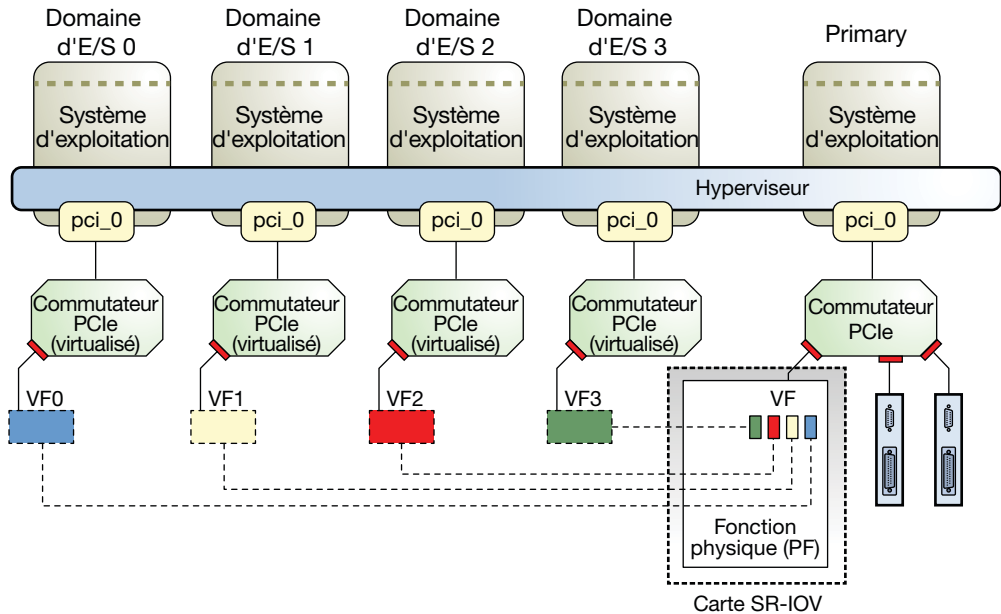 Domaine
d'E/S 0
Domaine
d'E/S 1
Domaine
d'E/S 2
Domaine
d'E/S 3
Primary
Système
d'exploitation
Système
d'exploitation
Système
d'exploitation
Système
d'exploitation
Système
d'exploitation
Hyperviseur
pci_0
pci_0
pci_0
pci_0
pci_0
Commutateur
PCIe
(virtualisé)
Commutateur
PCIe
(virtualisé)
Commutateur
PCIe
(virtualisé)
Commutateur
PCIe
(virtualisé)
Commutateur
PCIe
VF0
VF1
VF2
VF3
VF
Fonction
physique (PF)
Carte SR-IOV